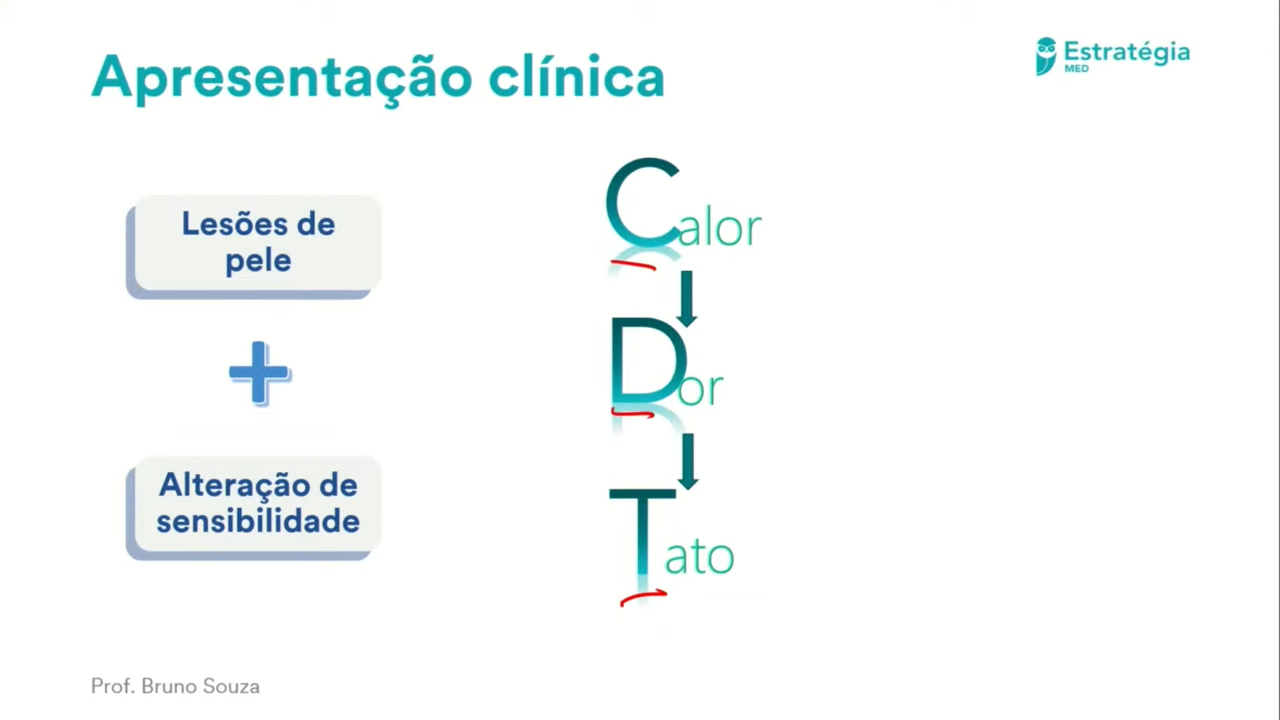 Apresentação clínica
Estratégia
MED
Lesões de
pele
Alteração de
sensibilidade
Calor
Dor
Tato
Prof. Bruno Souza